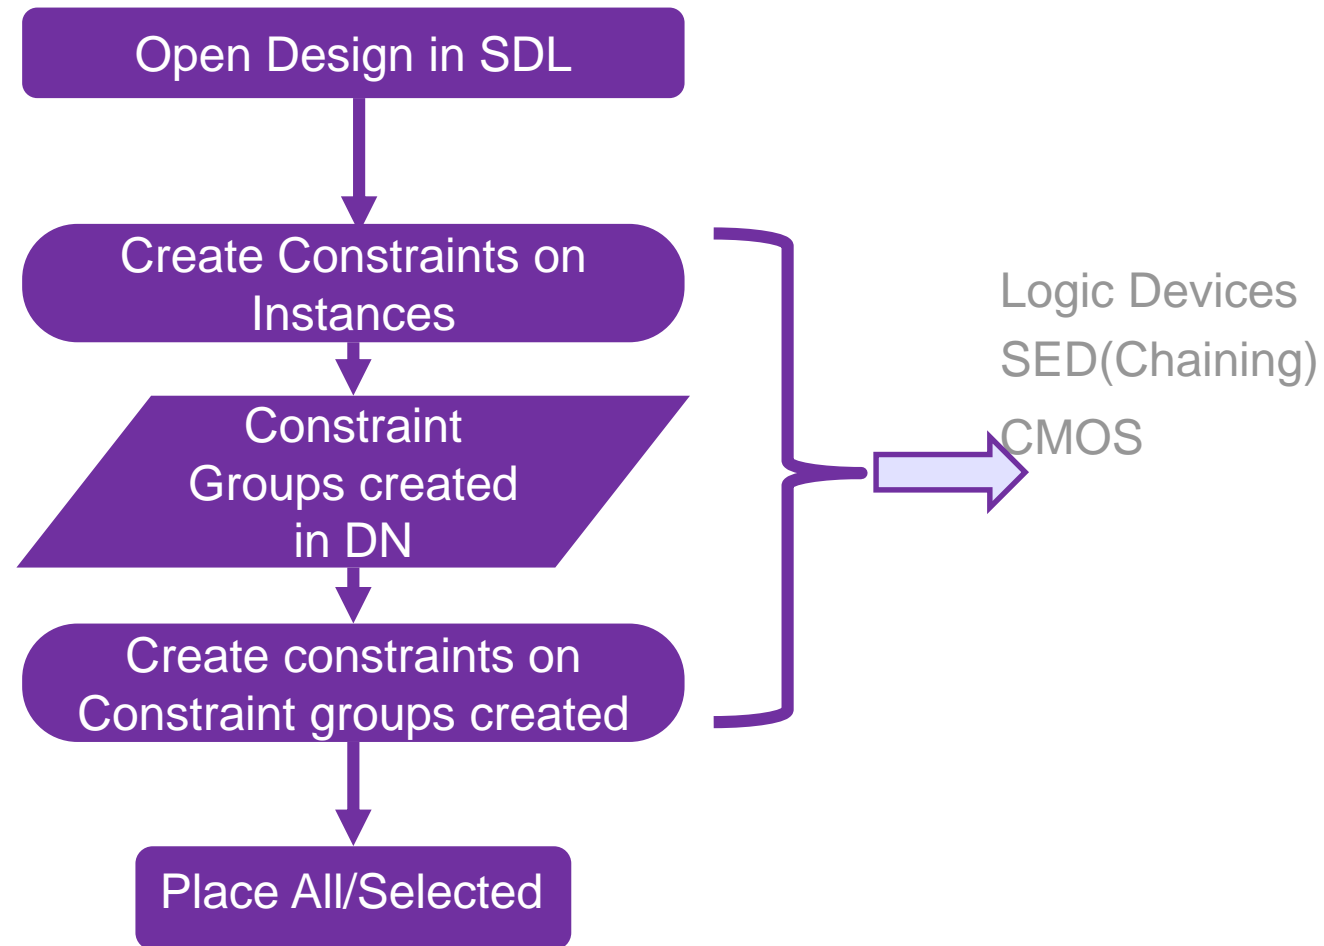 Open Design in SDL
Create Constraints on
Instances
Constraint
Groups created
in DN
Create constraints on
Constraint groups created
Place All/Selected
Logic Devices
SED(Chaining)
CMOS